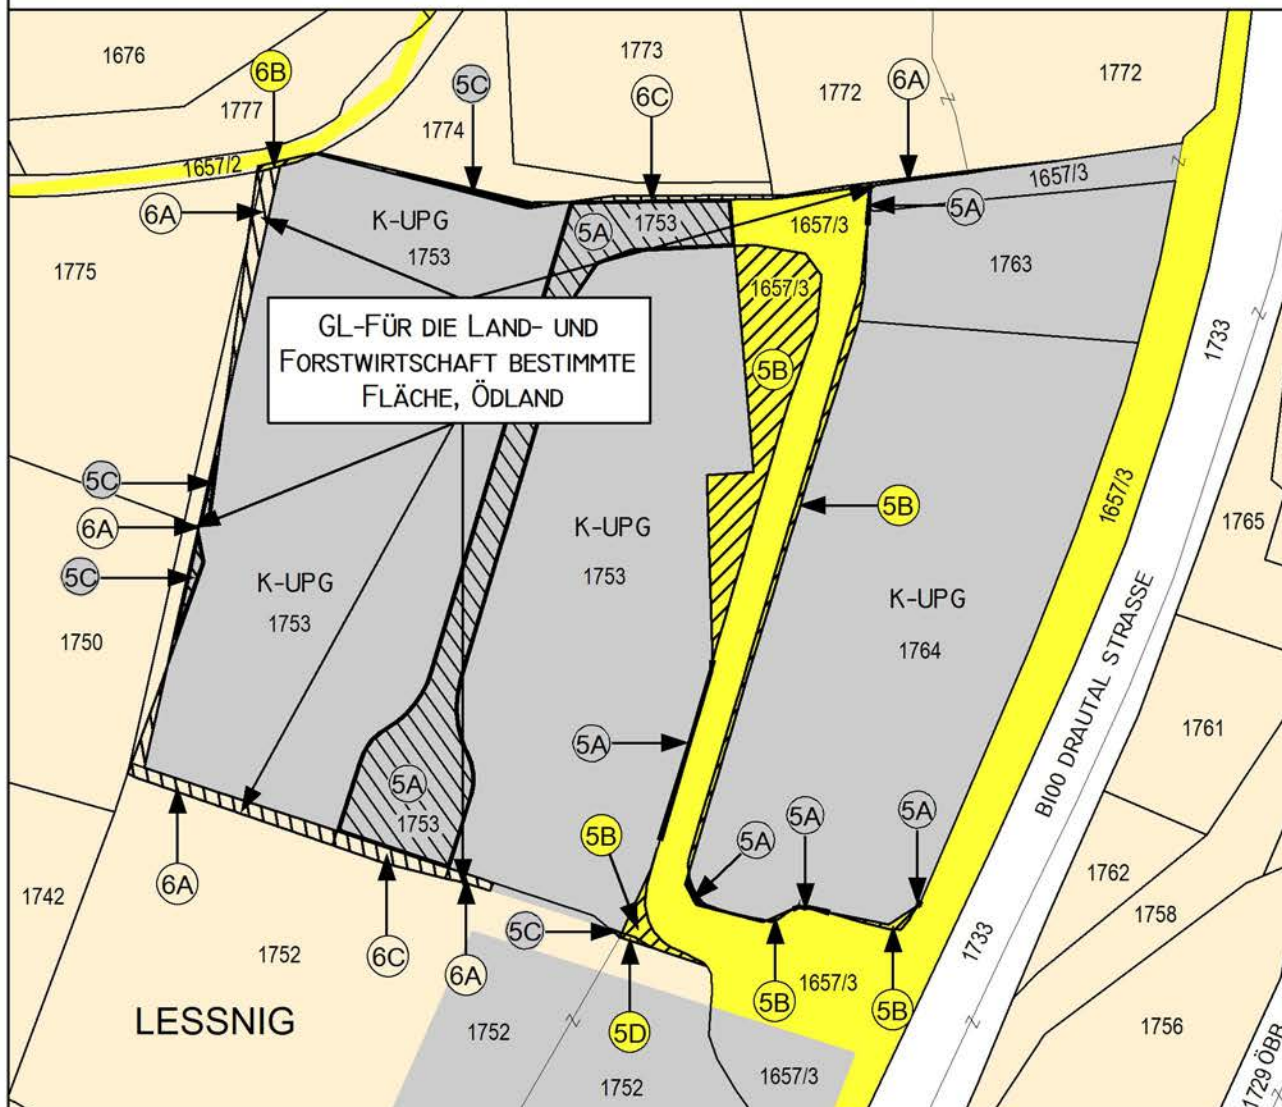 1676
1773
6B
6A
5C
6C
1772
1772
1777
1774
1657/2
1657/3
5A
6A
K-UPG
5A
1753
1657/3
1753
1775
1763
1657/3
GL-FÜR DIE LAND- UND
FORSTWIRTSCHAFT BESTIMMTE
FLÄCHE, ÖDLAND
1733
5B
5C
5B
1657/3
6A
K-UPG
1765
5C
K-UPG
1753
K-UPG
1753
1750
1764
B100 DRAUTAL STRASSE
1761
5A
5A
1753
5B
5A
5A
5A
1762
6A
1742
1758
5C
1733
1752
6C
6A
1657/3
5B
5B
LESSNIG
1752
5D
1756
1752
1657/3
1729 ÖBB